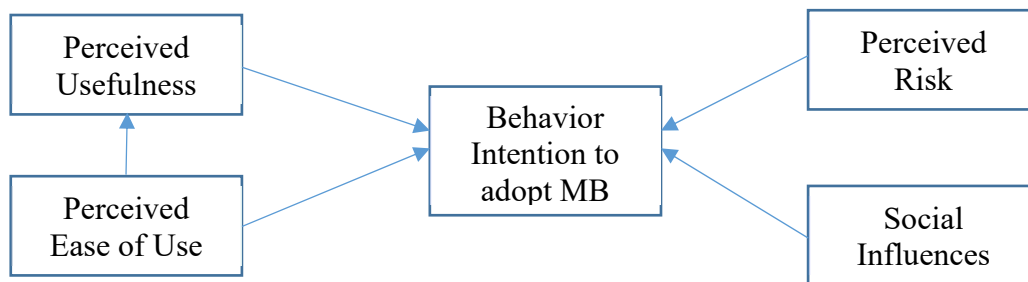 Perceived
Usefulness
Perceived
Ease of Use
Behavior
Intention to
adopt MB
Perceived
Risk
Social
Influences